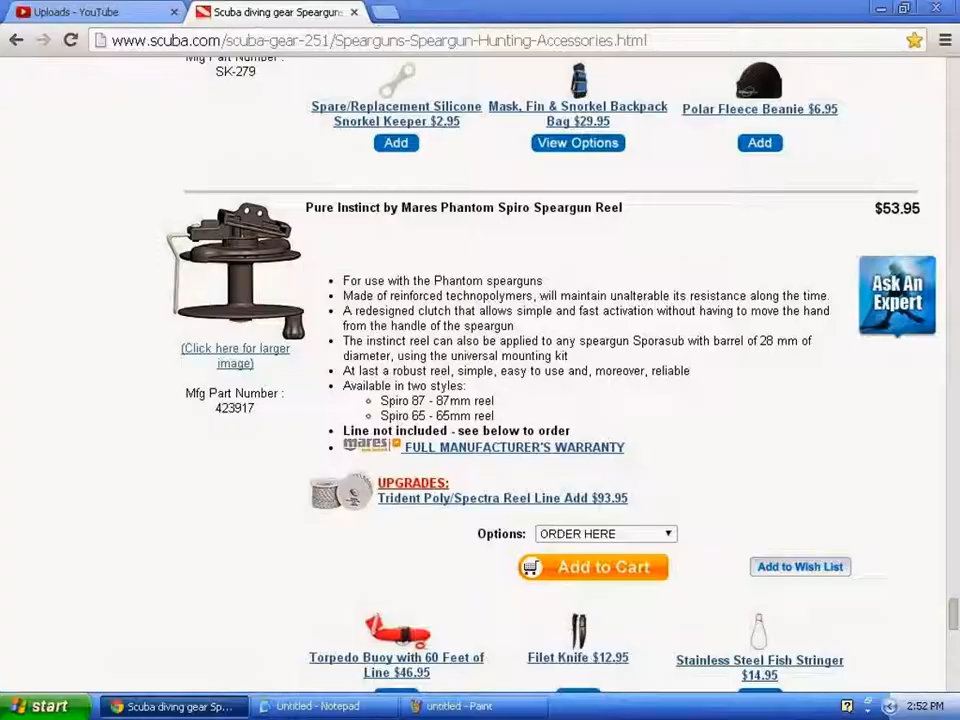 Uploads - YouTube
Scuba diving gear Spearguns
www.scuba.com/scuba-gear-251/Spearguns-Speargun-Hunting-Accessories.html
Mfg Part Number :
SK-279
Spare/Replacement Silicone
Snorkel Keeper $2.95
Add
Mask, Fin & Snorkel Backpack
Bag $29.95
View Options
Polar Fleece Beanie $6.95
Add
Pure Instinct by Mares Phantom Spiro Speargun Reel
$53.95
(Click here for larger
image)
Mfg Part Number :
423917
For use with the Phantom spearguns
Made of reinforced technopolymers, will maintain unalterable its resistance along the time.
A redesigned clutch that allows simple and fast activation without having to move the hand
from the handle of the speargun
The instinct reel can also be applied to any speargun Sporasub with barrel of 28 mm of
diameter, using the universal mounting kit
At last a robust reel, simple, easy to use and, moreover, reliable
Available in two styles:
Spiro 87 - 87mm reel
Spiro 65 - 65mm reel
Line not included - see below to order
mares FULL MANUFACTURER'S WARRANTY
Ask An
Expert
UPGRADES:
Trident Poly/Spectra Reel Line Add $93.95
Options: ORDER HERE
Add to Cart
Add to Wish List
Torpedo Buoy with 60 Feet of
Line $46.95
Filet Knife $12.95
Stainless Steel Fish Stringer
$14.95
start
Scuba diving gear Sp...
Untitled - Notepad
untitled - Paint
2:52 PM